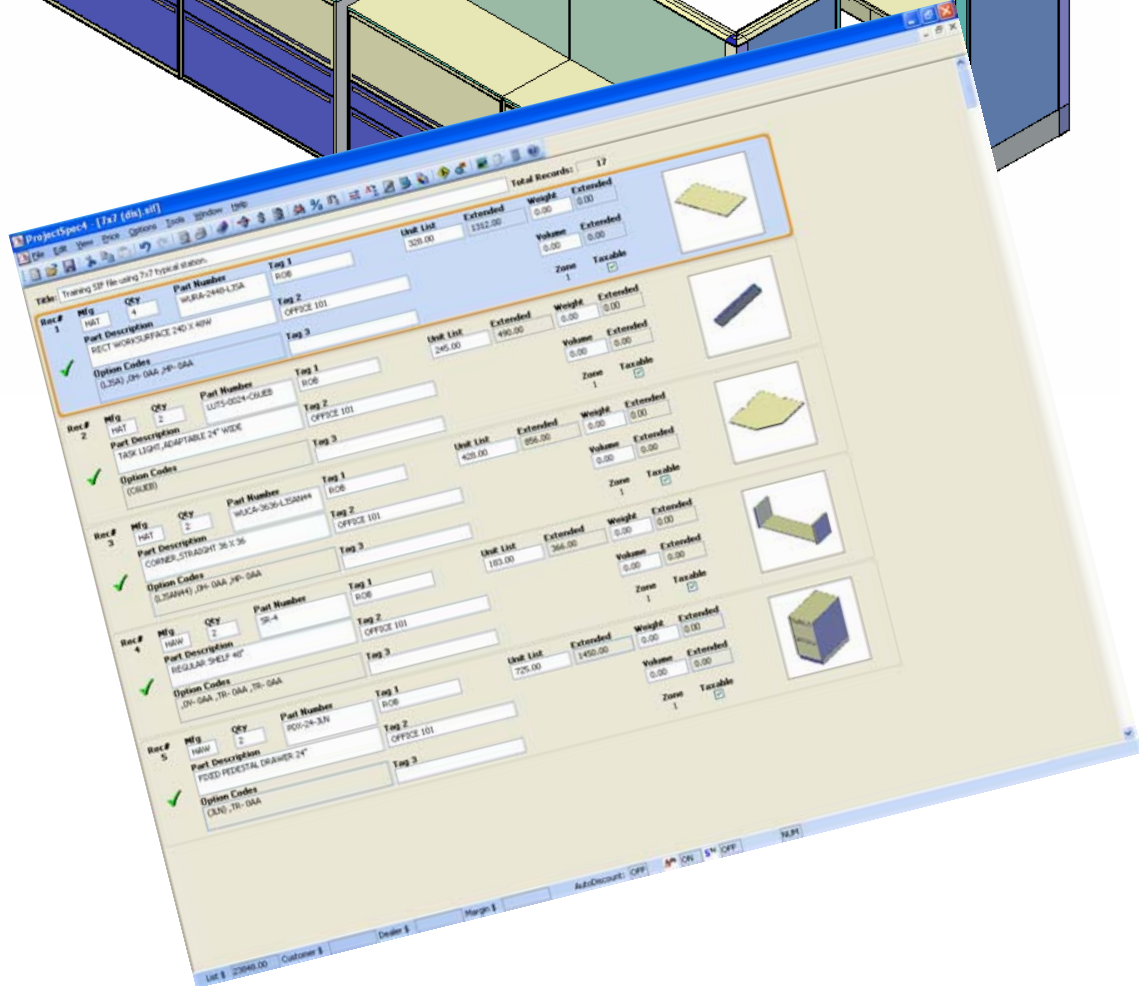 ProjectSpec4 - [7x7 (dis).sif]
File Edit View Price Options Tools Window Help
Title: Training SIF file using 7x7 typical station. Total Records: 17
Rec# Mfg Qty Part Number Tag 1 Unit List Extended Weight Extended
1 HAT 4 WURA-2448-LJSA ROB 328.00 1312.00 0.00 0.00
Part Description Tag 2 Volume Extended
RECT WORKSURFACE 24D X 48W OFFICE 101 0.00 0.00
Option Codes Tag 3 Zone Taxable
(LJSA) ,0H- 0AA ,HP- 0AA 1
Rec# Mfg Qty Part Number Tag 1 Unit List Extended Weight Extended
2 HAT 2 LUTS-0024-C6UEB ROB 245.00 490.00 0.00 0.00
Part Description Tag 2 Volume Extended
TASK LIGHT,ADAPTABLE 24" WIDE OFFICE 101 0.00 0.00
Option Codes Tag 3 Zone Taxable
(C6UEB) 1
Rec# Mfg Qty Part Number Tag 1 Unit List Extended Weight Extended
3 HAT 2 WUCA-3636-LJSAN44 ROB 428.00 856.00 0.00 0.00
Part Description Tag 2 Volume Extended
CORNER,STRAIGHT 36 X 36 OFFICE 101 0.00 0.00
Option Codes Tag 3 Zone Taxable
(LJSAN44) ,0H- 0AA ,HP- 0AA 1
Rec# Mfg Qty Part Number Tag 1 Unit List Extended Weight Extended
4 HAW 2 SR-4 ROB 183.00 366.00 0.00 0.00
Part Description Tag 2 Volume Extended
REGULAR SHELF 48" OFFICE 101 0.00 0.00
Option Codes Tag 3 Zone Taxable
,DV- 0AA ,TR- 0AA ,TR- 0AA 1
Rec# Mfg Qty Part Number Tag 1 Unit List Extended Weight Extended
5 HAW 2 PDX-24-JLN ROB 725.00 1450.00 0.00 0.00
Part Description Tag 2 Volume Extended
FIXED PEDESTAL DRAWER 24" OFFICE 101 0.00 0.00
Option Codes Tag 3 Zone Taxable
(JLN) ,TR- 0AA 1
List $ 23848.00 Customer $ Dealer $ Margin $ AutoDiscount: OFF ON OFF NUM